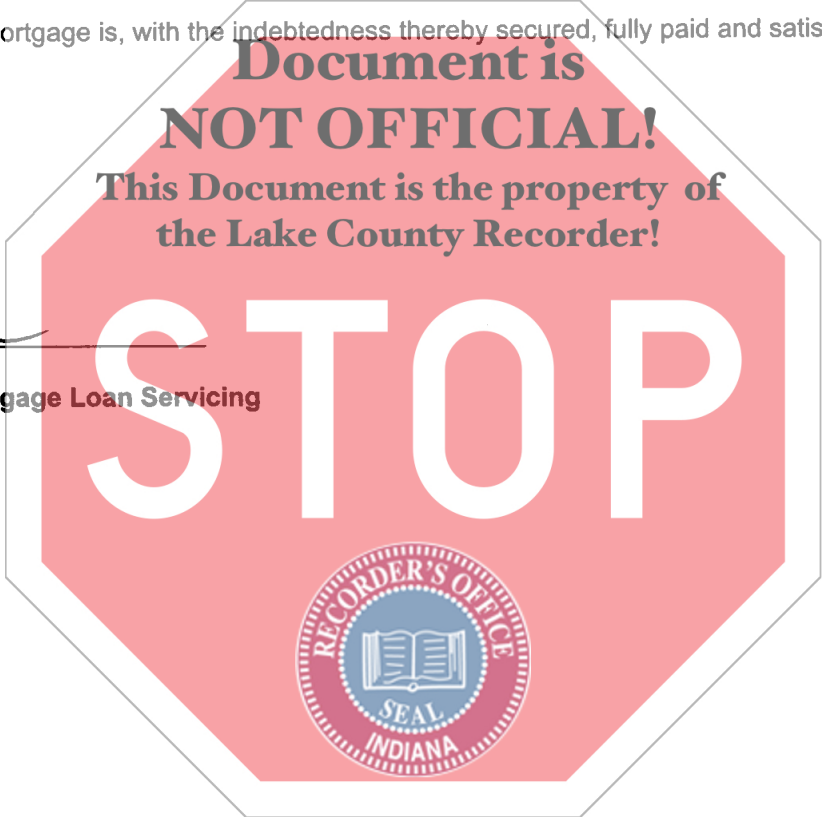 ortgage is, with the indebtedness thereby secured, fully paid and satis
Document is
NOT OFFICIAL!
This Document is the property of
the Lake County Recorder!
gage Loan Servicing
STOP
RECORDER'S OFFICE
SEAL
INDIANA